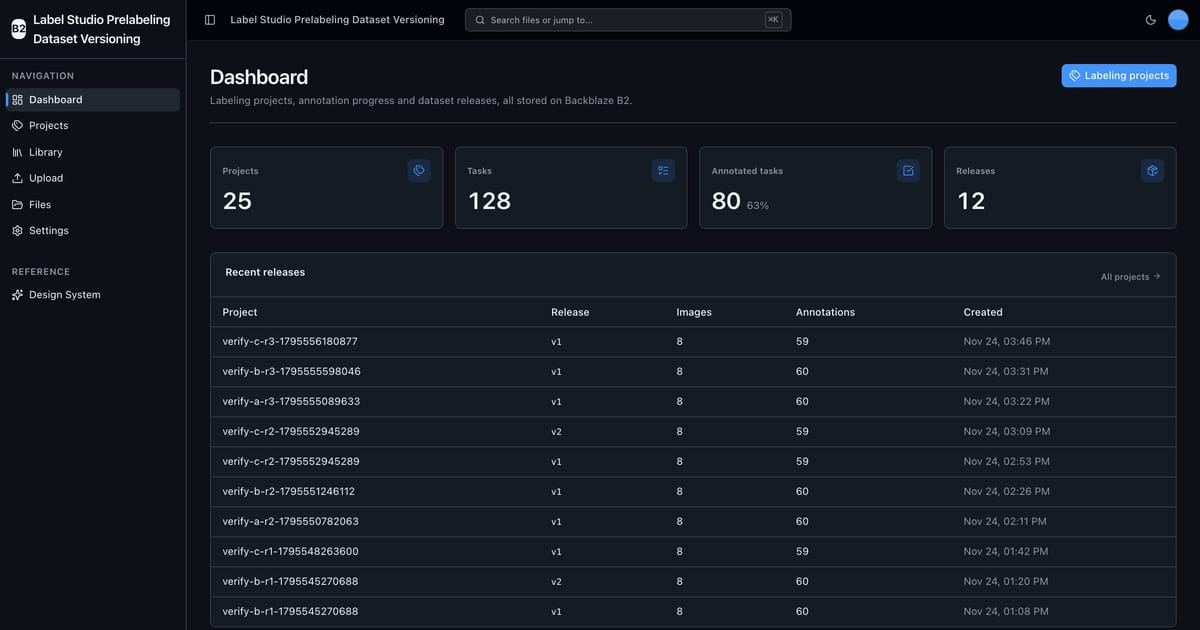 B2
Label Studio Prelabeling
Dataset Versioning
NAVIGATION
Dashboard
Projects
Library
Upload
Files
Settings
REFERENCE
Design System
Label Studio Prelabeling Dataset Versioning
Search files or jump to...
⌘K
Dashboard
Labeling projects, annotation progress and dataset releases, all stored on Backblaze B2.
Labeling projects
Projects
25
Tasks
128
Annotated tasks
80 63%
Releases
12
Recent releases
All projects →
Project Release Images Annotations Created
verify-c-r3-1795556180877 v1 8 59 Nov 24, 03:46 PM
verify-b-r3-1795555598046 v1 8 60 Nov 24, 03:31 PM
verify-a-r3-1795555089633 v1 8 60 Nov 24, 03:22 PM
verify-c-r2-1795552945289 v2 8 59 Nov 24, 03:09 PM
verify-c-r2-1795552945289 v1 8 59 Nov 24, 02:53 PM
verify-b-r2-1795551246112 v1 8 60 Nov 24, 02:26 PM
verify-a-r2-1795550782063 v1 8 60 Nov 24, 02:11 PM
verify-c-r1-1795548263600 v1 8 59 Nov 24, 01:42 PM
verify-b-r1-1795545270688 v2 8 60 Nov 24, 01:20 PM
verify-b-r1-1795545270688 v1 8 60 Nov 24, 01:08 PM